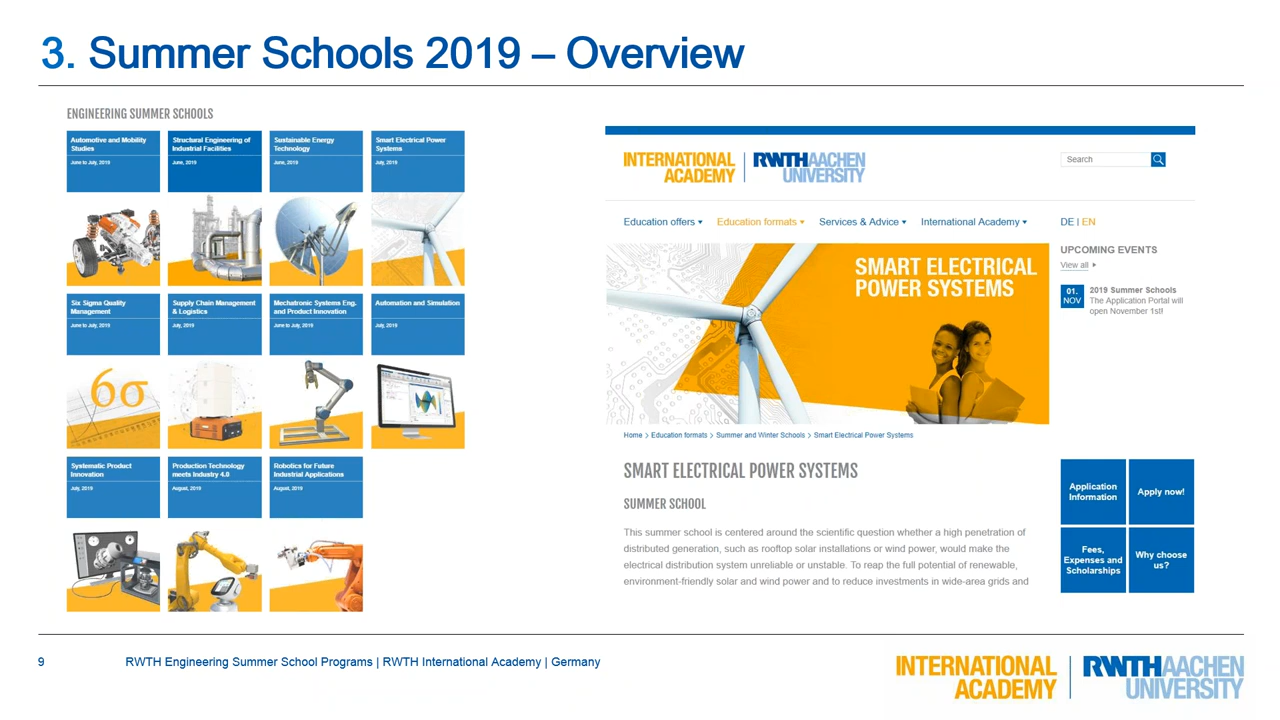 3. Summer Schools 2019 – Overview
ENGINEERING SUMMER SCHOOLS
Automotive and Mobility
Studies
June to July, 2019
Structural Engineering of
Industrial Facilities
June, 2019
Sustainable Energy
Technology
June, 2019
Smart Electrical Power
Systems
July, 2019
Six Sigma Quality
Management
June to July, 2019
Supply Chain Management
& Logistics
July, 2019
Mechatronic Systems Eng.
and Product Innovation
June to July, 2019
Automation and Simulation
July, 2019
6σ
Systematic Product
Innovation
July, 2019
Production Technology
meets Industry 4.0
August, 2019
Robotics for Future
Industrial Applications
August, 2019
INTERNATIONAL
ACADEMY
RWTHAACHEN
UNIVERSITY
Search
Education offers
Education formats
Services & Advice
International Academy
DE | EN
SMART ELECTRICAL
POWER SYSTEMS
UPCOMING EVENTS
View all
01.
NOV
2019 Summer Schools
The Application Portal will
open November 1st!
Home > Education formats > Summer and Winter Schools > Smart Electrical Power Systems
SMART ELECTRICAL POWER SYSTEMS
SUMMER SCHOOL
This summer school is centered around the scientific question whether a high penetration of
distributed generation, such as rooftop solar installations or wind power, would make the
electrical distribution system unreliable or unstable. To reap the full potential of renewable,
environment-friendly solar and wind power and to reduce investments in wide-area grids and
Application
Information
Apply now!
Fees,
Expenses and
Scholarships
Why choose
us?
9
RWTH Engineering Summer School Programs | RWTH International Academy | Germany
INTERNATIONAL
ACADEMY
RWTHAACHEN
UNIVERSITY